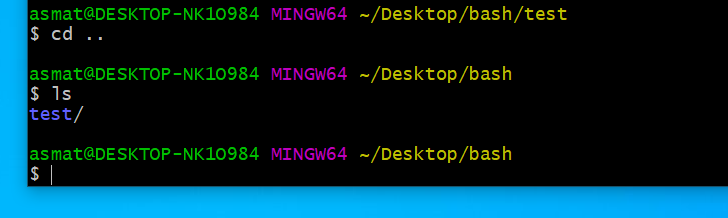 asmat@DESKTOP-NK1O984 MINGW64 ~/Desktop/bash/test
$ cd ..
asmat@DESKTOP-NK1O984 MINGW64 ~/Desktop/bash
$ ls
test/
asmat@DESKTOP-NK1O984 MINGW64 ~/Desktop/bash
$